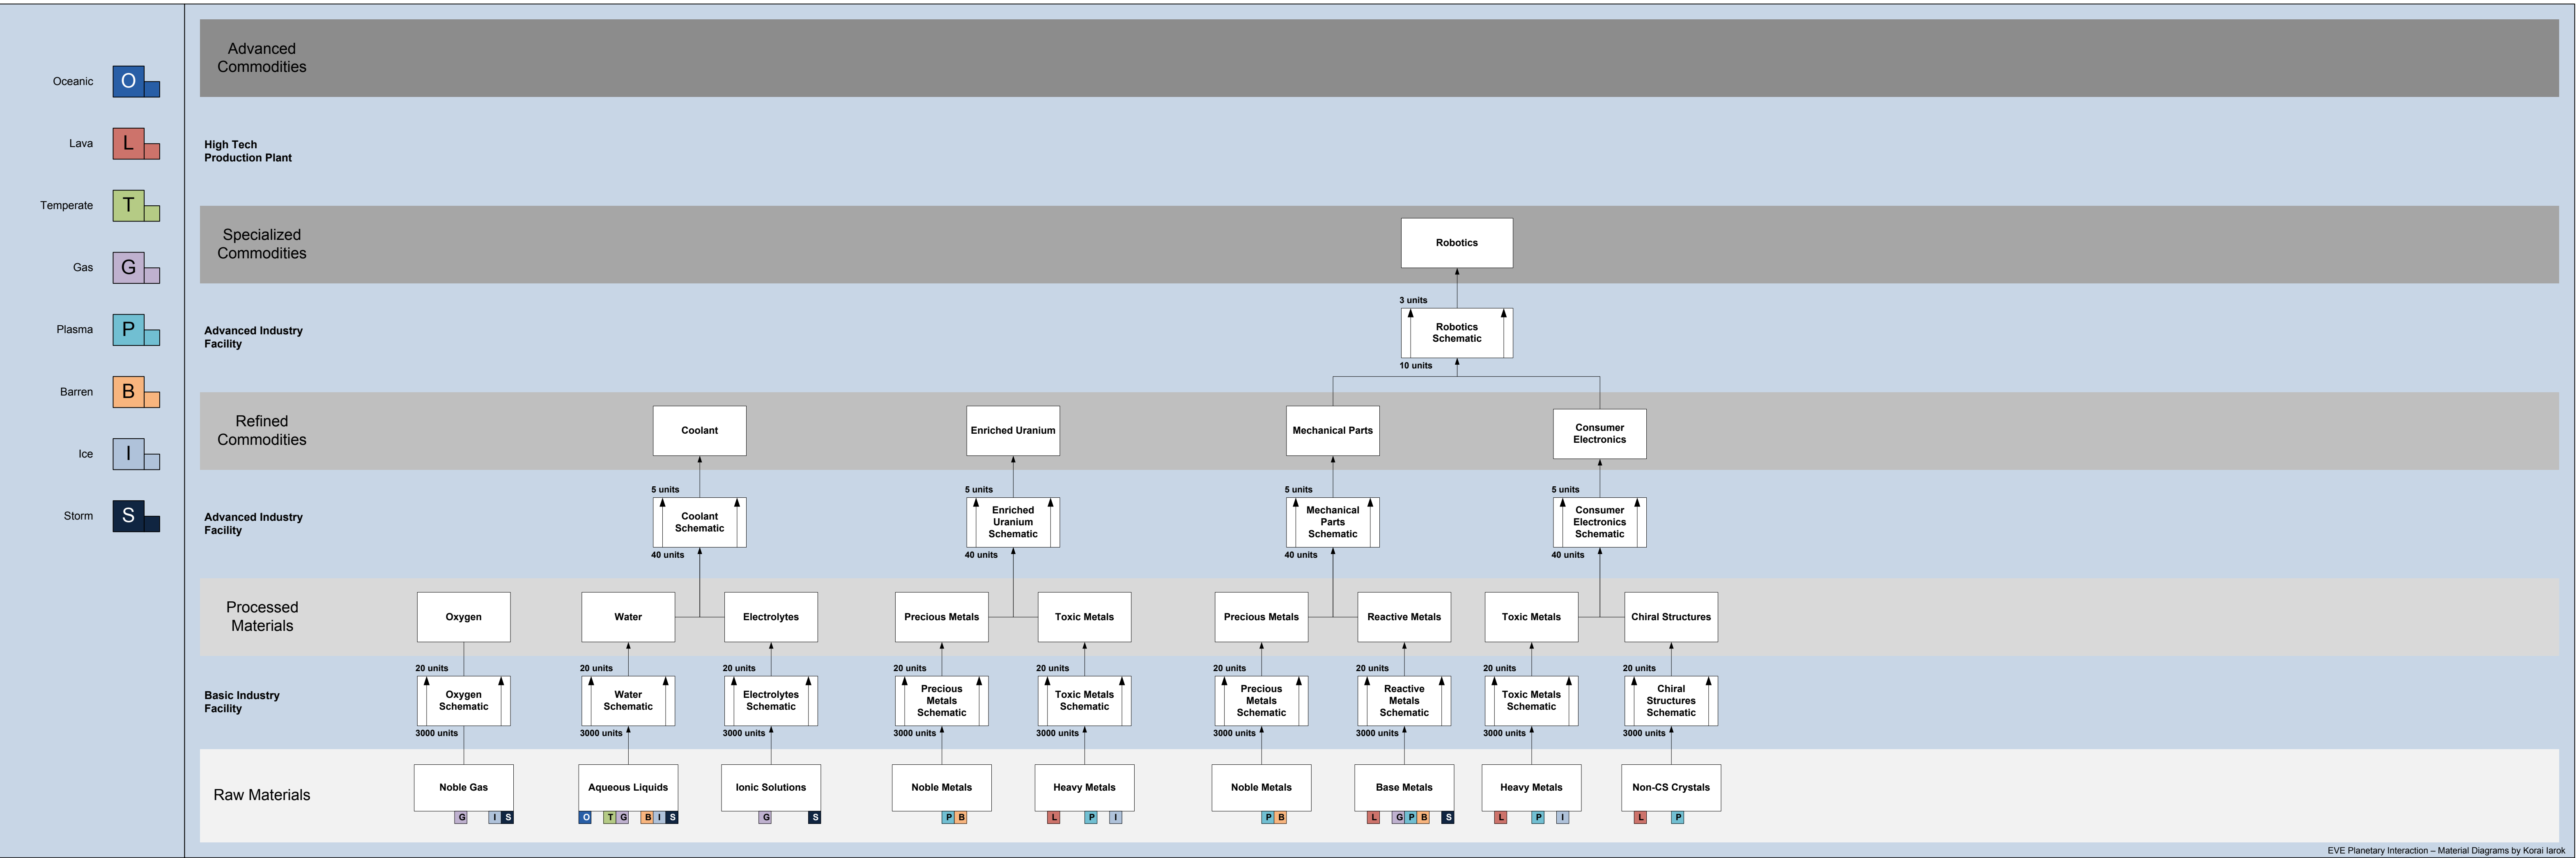 Oceanic
O
Lava
L
Temperate
T
Gas
G
Plasma
P
Barren
B
Ice
I
Storm
S
Advanced
Commodities
High Tech
Production Plant
Specialized
Commodities
Robotics
Advanced Industry
Facility
3 units
Robotics
Schematic
10 units
Refined
Commodities
Coolant
Enriched Uranium
Mechanical Parts
Consumer
Electronics
Advanced Industry
Facility
5 units
Coolant
Schematic
40 units
5 units
Enriched
Uranium
Schematic
40 units
5 units
Mechanical
Parts
Schematic
40 units
5 units
Consumer
Electronics
Schematic
40 units
Processed
Materials
Oxygen
Water
Electrolytes
Precious Metals
Toxic Metals
Precious Metals
Reactive Metals
Toxic Metals
Chiral Structures
Basic Industry
Facility
20 units
Oxygen
Schematic
3000 units
20 units
Water
Schematic
3000 units
20 units
Electrolytes
Schematic
3000 units
20 units
Precious
Metals
Schematic
3000 units
20 units
Toxic Metals
Schematic
3000 units
20 units
Precious
Metals
Schematic
3000 units
20 units
Reactive
Metals
Schematic
3000 units
20 units
Toxic Metals
Schematic
3000 units
20 units
Chiral
Structures
Schematic
3000 units
Raw Materials
Noble Gas
G I S
Aqueous Liquids
O T G B I S
Ionic Solutions
G S
Noble Metals
P B
Heavy Metals
L P I
Noble Metals
P B
Base Metals
L G P B S
Heavy Metals
L P I
Non-CS Crystals
L P
EVE Planetary Interaction – Material Diagrams by Korai Iarok